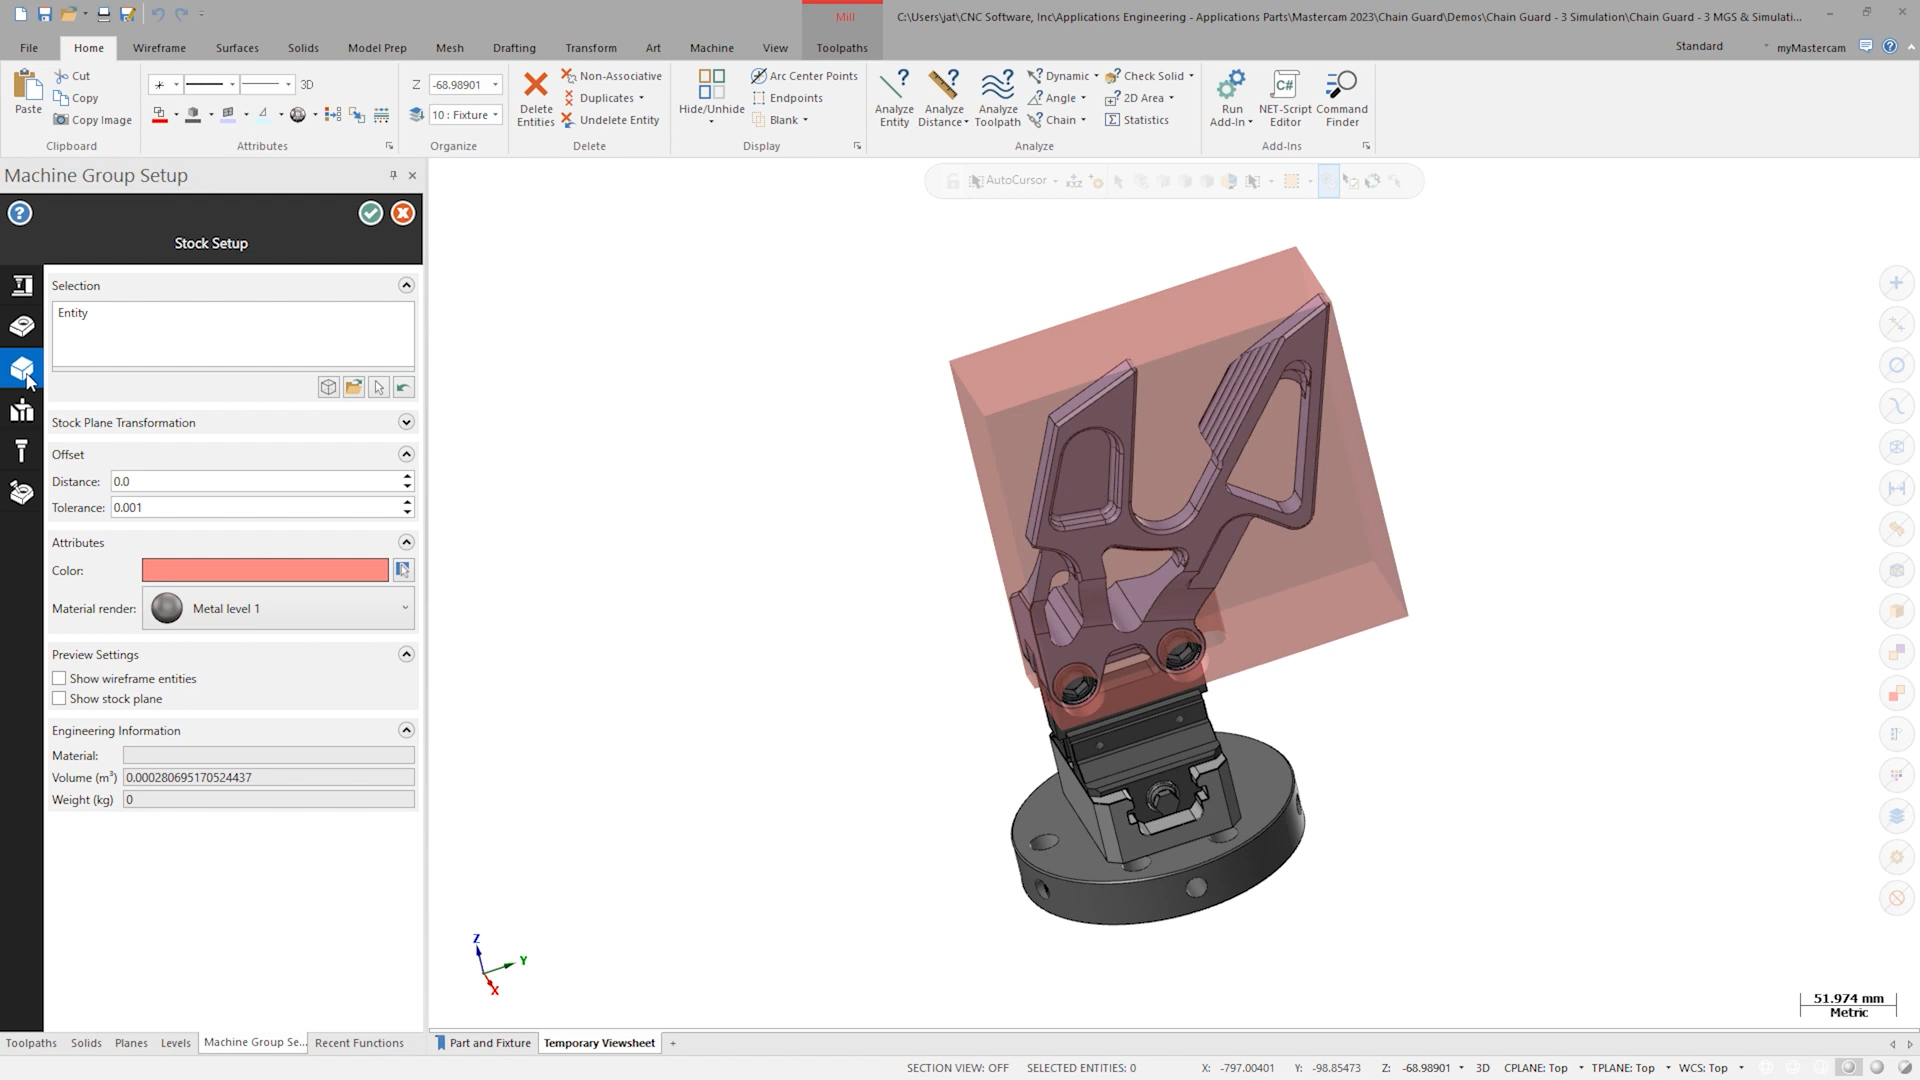 Mill
C:\Users\jat\CNC Software, Inc\Applications Engineering - Applications Parts\Mastercam 2023\Chain Guard\Demos\Chain Guard - 3 Simulation\Chain Guard - 3 MGS & Simulati...
File Home Wireframe Surfaces Solids Model Prep Mesh Drafting Transform Art Machine View Toolpaths Standard myMastercam
Cut 3D Z -68.98901 Non-Associative Arc Center Points Dynamic Check Solid
Paste Copy Delete Entities Duplicates Hide/Unhide Endpoints Analyze Entity Analyze Distance Analyze Toolpath Angle 2D Area Run Add-In NET-Script Editor Command Finder
Copy Image 10 : Fixture Undelete Entity Blank Chain Statistics
C#
Clipboard Attributes Organize Delete Display Analyze Add-Ins
Machine Group Setup
AutoCursor
Stock Setup
Selection
Entity
Stock Plane Transformation
Offset
Distance: 0.0
Tolerance: 0.001
Attributes
Color:
Material render: Metal level 1
Preview Settings
Show wireframe entities
Show stock plane
Engineering Information
Material:
Volume (m³) 0.000280695170524437
Weight (kg) 0
Z
Y
X
51.974 mm
Metric
Toolpaths Solids Planes Levels Machine Group Se... Recent Functions Part and Fixture Temporary Viewsheet +
SECTION VIEW: OFF SELECTED ENTITIES: 0 X: -797.00401 Y: -98.85473 Z: -68.98901 3D CPLANE: Top TPLANE: Top WCS: Top